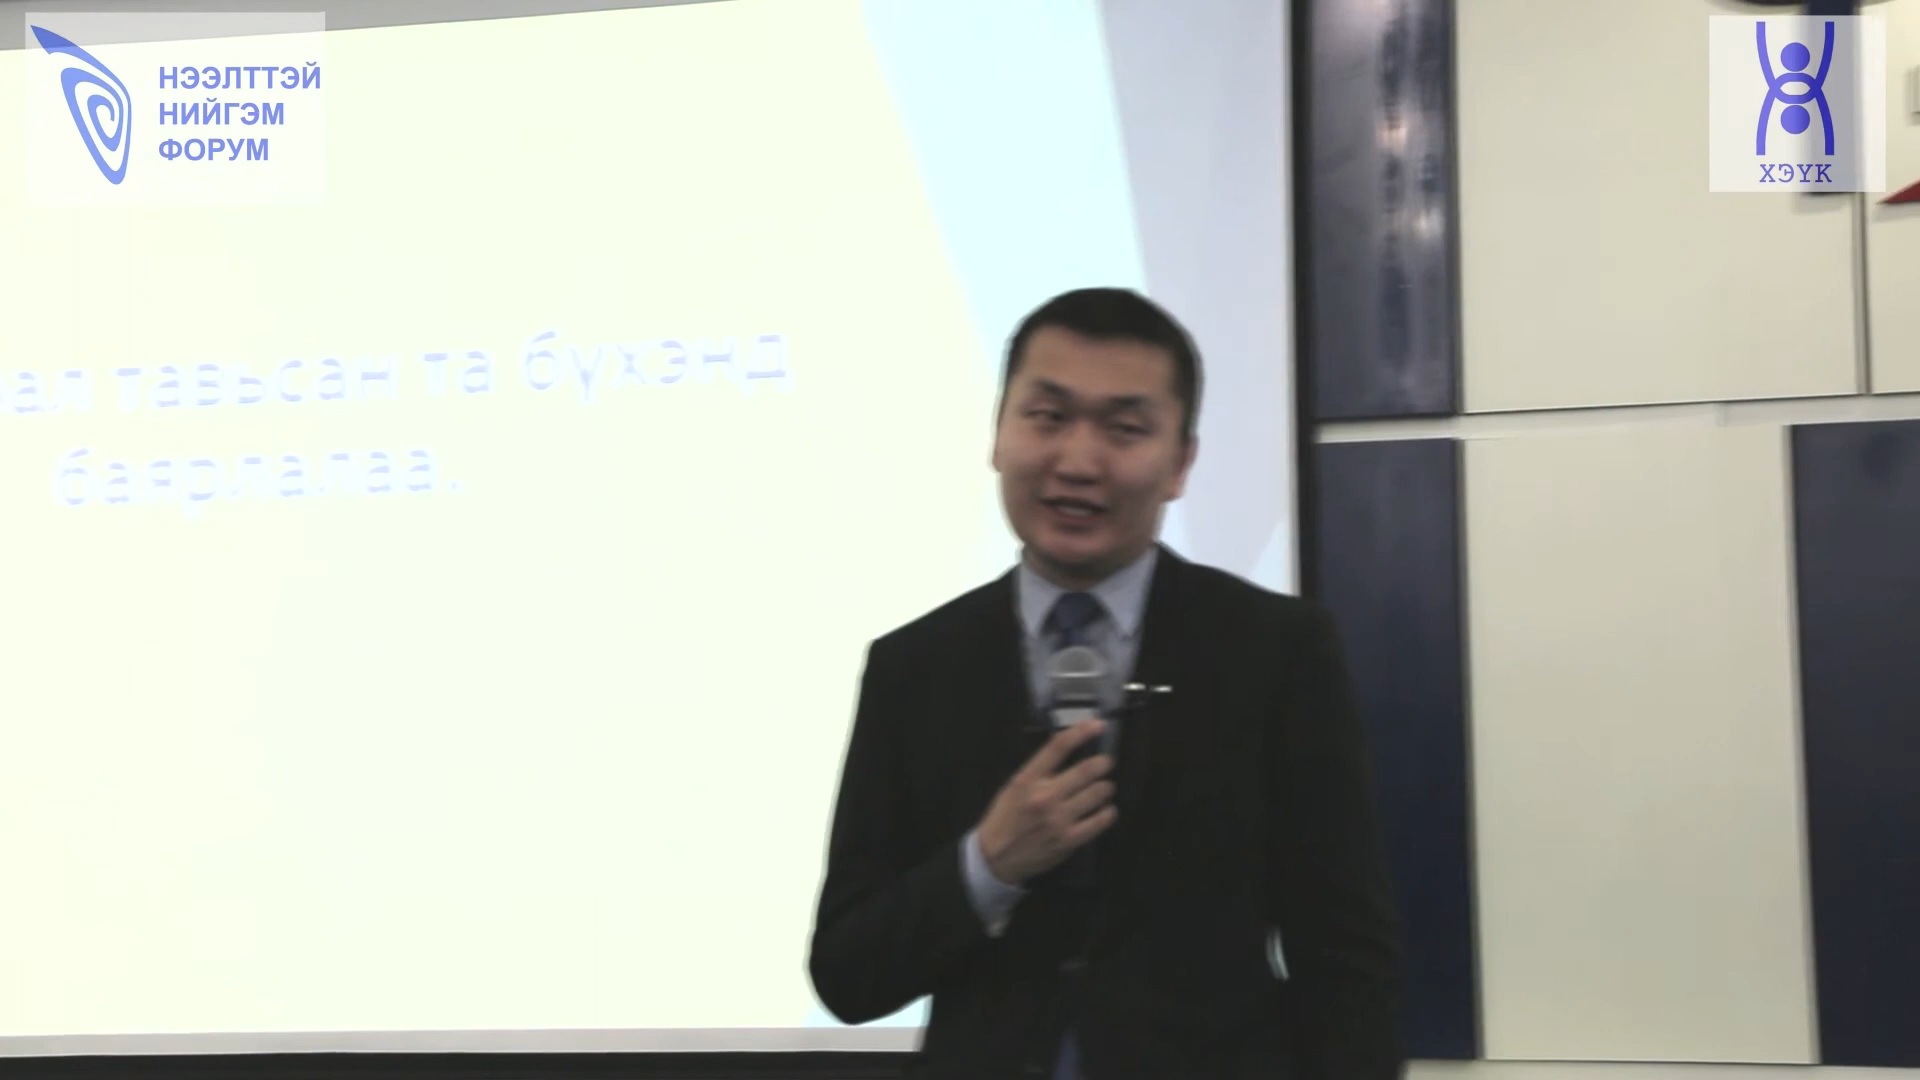 НЭЭЛТТЭЙ
НИЙГЭМ
ФОРУМ
ХЭҮК
тавьсан та бүхэнд
баярлалаа.